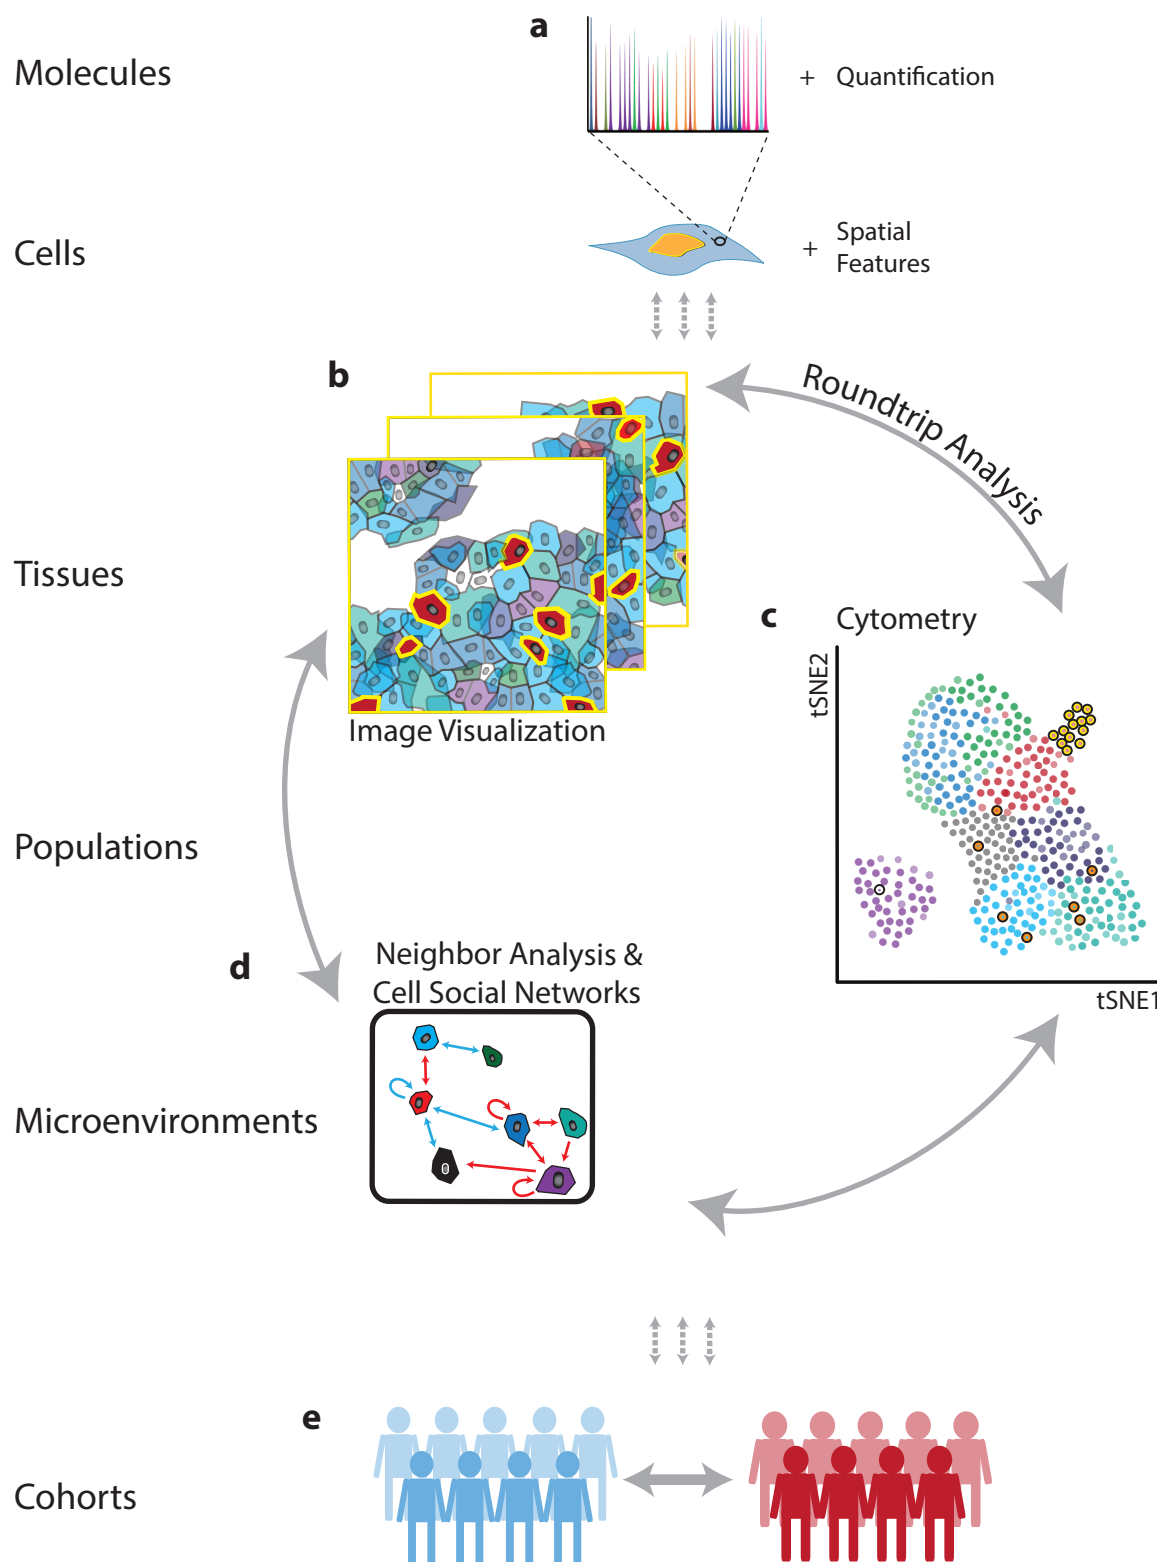 a
Molecules
+ Quantification
Cells
+ Spatial
Features
b
Roundtrip Analysis
Tissues
c Cytometry
tSNE2
Image Visualization
Populations
d
Neighbor Analysis &
Cell Social Networks
tSNE1
Microenvironments
e
Cohorts